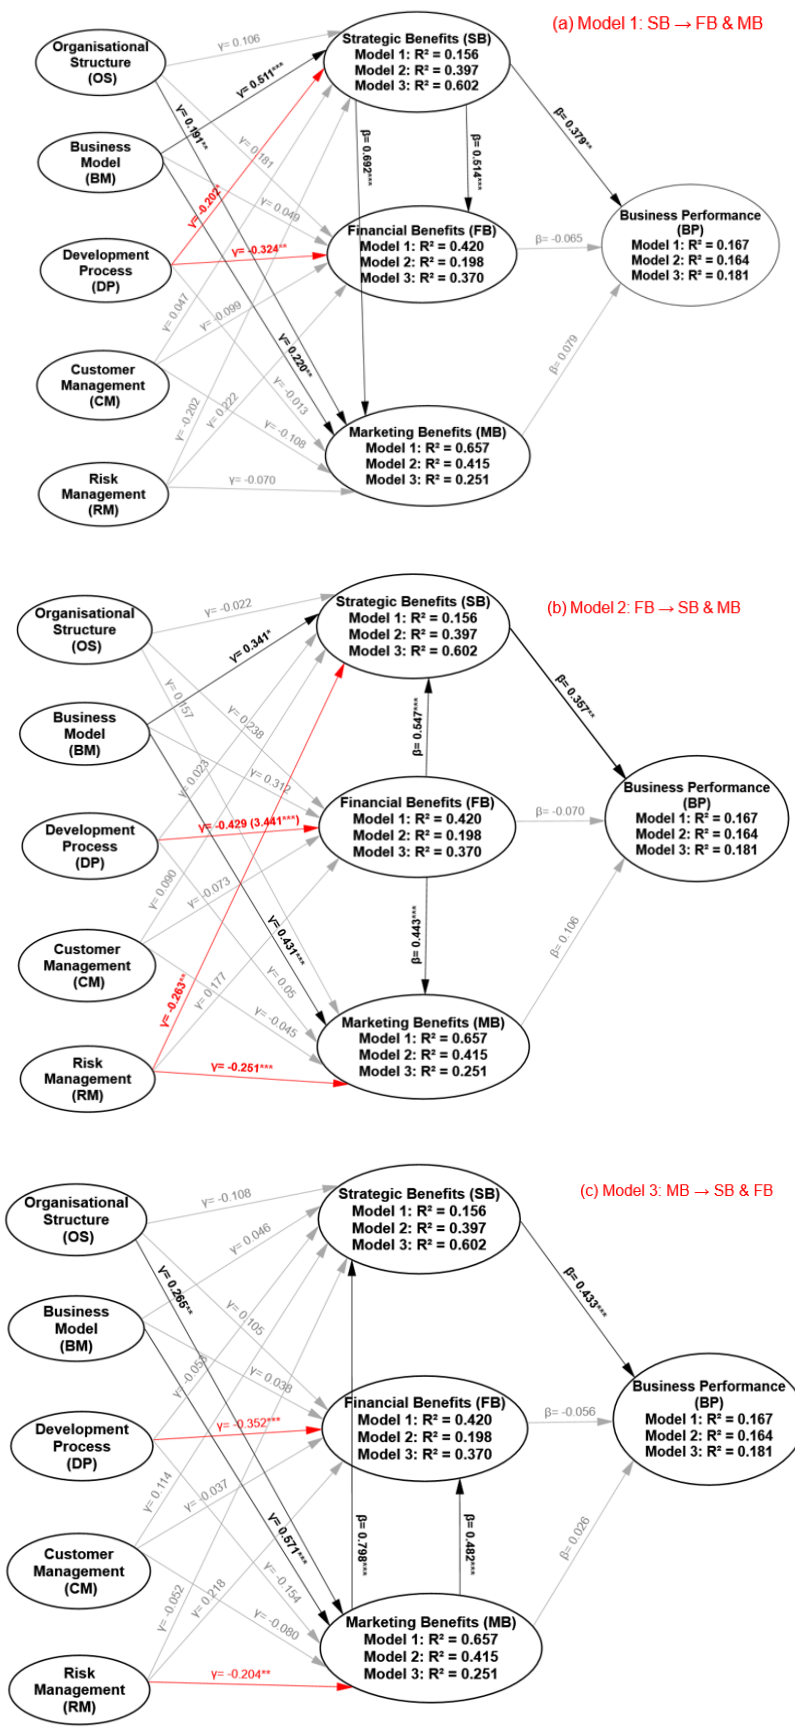 (a) Model 1: SB → FB & MB
Organisational
Structure
(OS)
Business
Model
(BM)
Development
Process
(DP)
Customer
Management
(CM)
Risk
Management
(RM)
Strategic Benefits (SB)
Model 1: R² = 0.156
Model 2: R² = 0.397
Model 3: R² = 0.602
Financial Benefits (FB)
Model 1: R² = 0.420
Model 2: R² = 0.198
Model 3: R² = 0.370
Marketing Benefits (MB)
Model 1: R² = 0.657
Model 2: R² = 0.415
Model 3: R² = 0.251
Business Performance
(BP)
Model 1: R² = 0.167
Model 2: R² = 0.164
Model 3: R² = 0.181
γ= 0.106
γ= 0.511***
γ= 0.191**
γ= 0.181
γ= 0.049
γ= -0.202*
γ= -0.324**
γ= 0.047
γ= -0.099
γ= 0.220**
γ= -0.013
γ= -0.202
γ= 0.222
γ= -0.108
γ= -0.070
β= 0.692***
β= 0.514***
β= 0.379**
β= -0.065
β= 0.079
(b) Model 2: FB → SB & MB
Organisational
Structure
(OS)
Business
Model
(BM)
Development
Process
(DP)
Customer
Management
(CM)
Risk
Management
(RM)
Strategic Benefits (SB)
Model 1: R² = 0.156
Model 2: R² = 0.397
Model 3: R² = 0.602
Financial Benefits (FB)
Model 1: R² = 0.420
Model 2: R² = 0.198
Model 3: R² = 0.370
Marketing Benefits (MB)
Model 1: R² = 0.657
Model 2: R² = 0.415
Model 3: R² = 0.251
Business Performance
(BP)
Model 1: R² = 0.167
Model 2: R² = 0.164
Model 3: R² = 0.181
γ= -0.022
γ= 0.341*
γ= 0.157
γ= 0.238
γ= 0.023
γ= 0.312
γ= -0.429 (3.441***)
γ= 0.090
γ= -0.073
γ= 0.431***
γ= -0.263**
γ= 0.177
γ= 0.05
γ= -0.045
γ= -0.251***
β= 0.547***
β= 0.443***
β= 0.357**
β= -0.070
β= 0.106
(c) Model 3: MB → SB & FB
Organisational
Structure
(OS)
Business
Model
(BM)
Development
Process
(DP)
Customer
Management
(CM)
Risk
Management
(RM)
Strategic Benefits (SB)
Model 1: R² = 0.156
Model 2: R² = 0.397
Model 3: R² = 0.602
Financial Benefits (FB)
Model 1: R² = 0.420
Model 2: R² = 0.198
Model 3: R² = 0.370
Marketing Benefits (MB)
Model 1: R² = 0.657
Model 2: R² = 0.415
Model 3: R² = 0.251
Business Performance
(BP)
Model 1: R² = 0.167
Model 2: R² = 0.164
Model 3: R² = 0.181
γ= -0.108
γ= 0.046
γ= 0.265**
γ= 0.105
γ= -0.053
γ= 0.038
γ= -0.352***
γ= 0.114
γ= -0.037
γ= 0.571***
γ= -0.154
γ= -0.052
γ= 0.218
γ= -0.080
γ= -0.204**
β= 0.798***
β= 0.482***
β= 0.433***
β= -0.056
β= 0.026